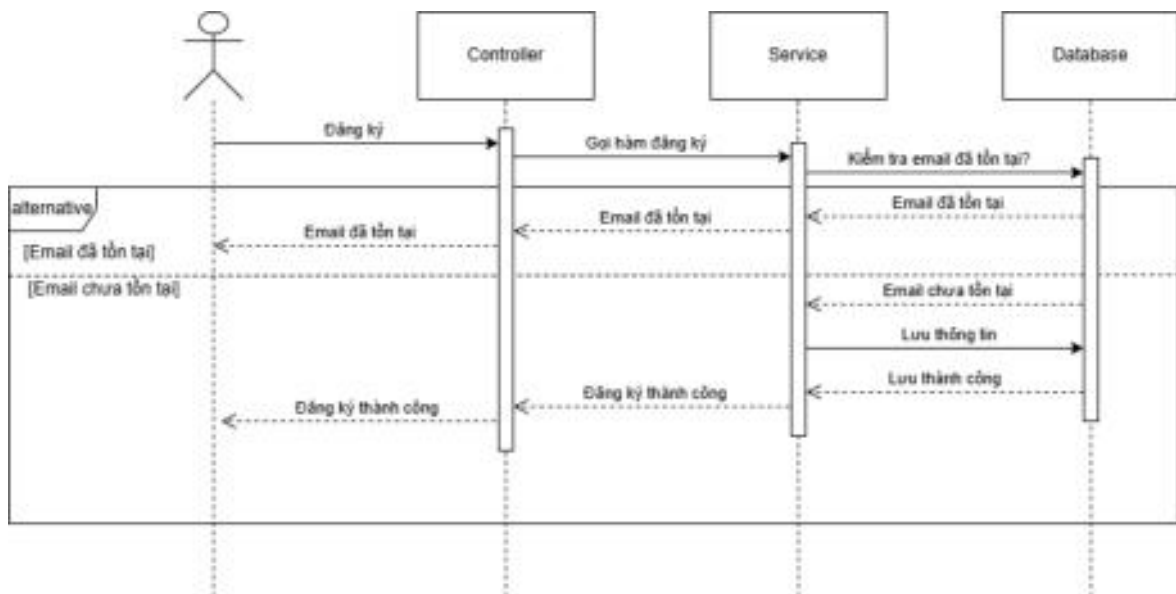 Controller
Service
Database
Đăng ký
Gọi hàm đăng ký
Kiểm tra email đã tồn tại?
alternative
Email đã tồn tại
Email đã tồn tại
Email đã tồn tại
[Email đã tồn tại]
[Email chưa tồn tại]
Email chưa tồn tại
Lưu thông tin
Lưu thành công
Đăng ký thành công
Đăng ký thành công